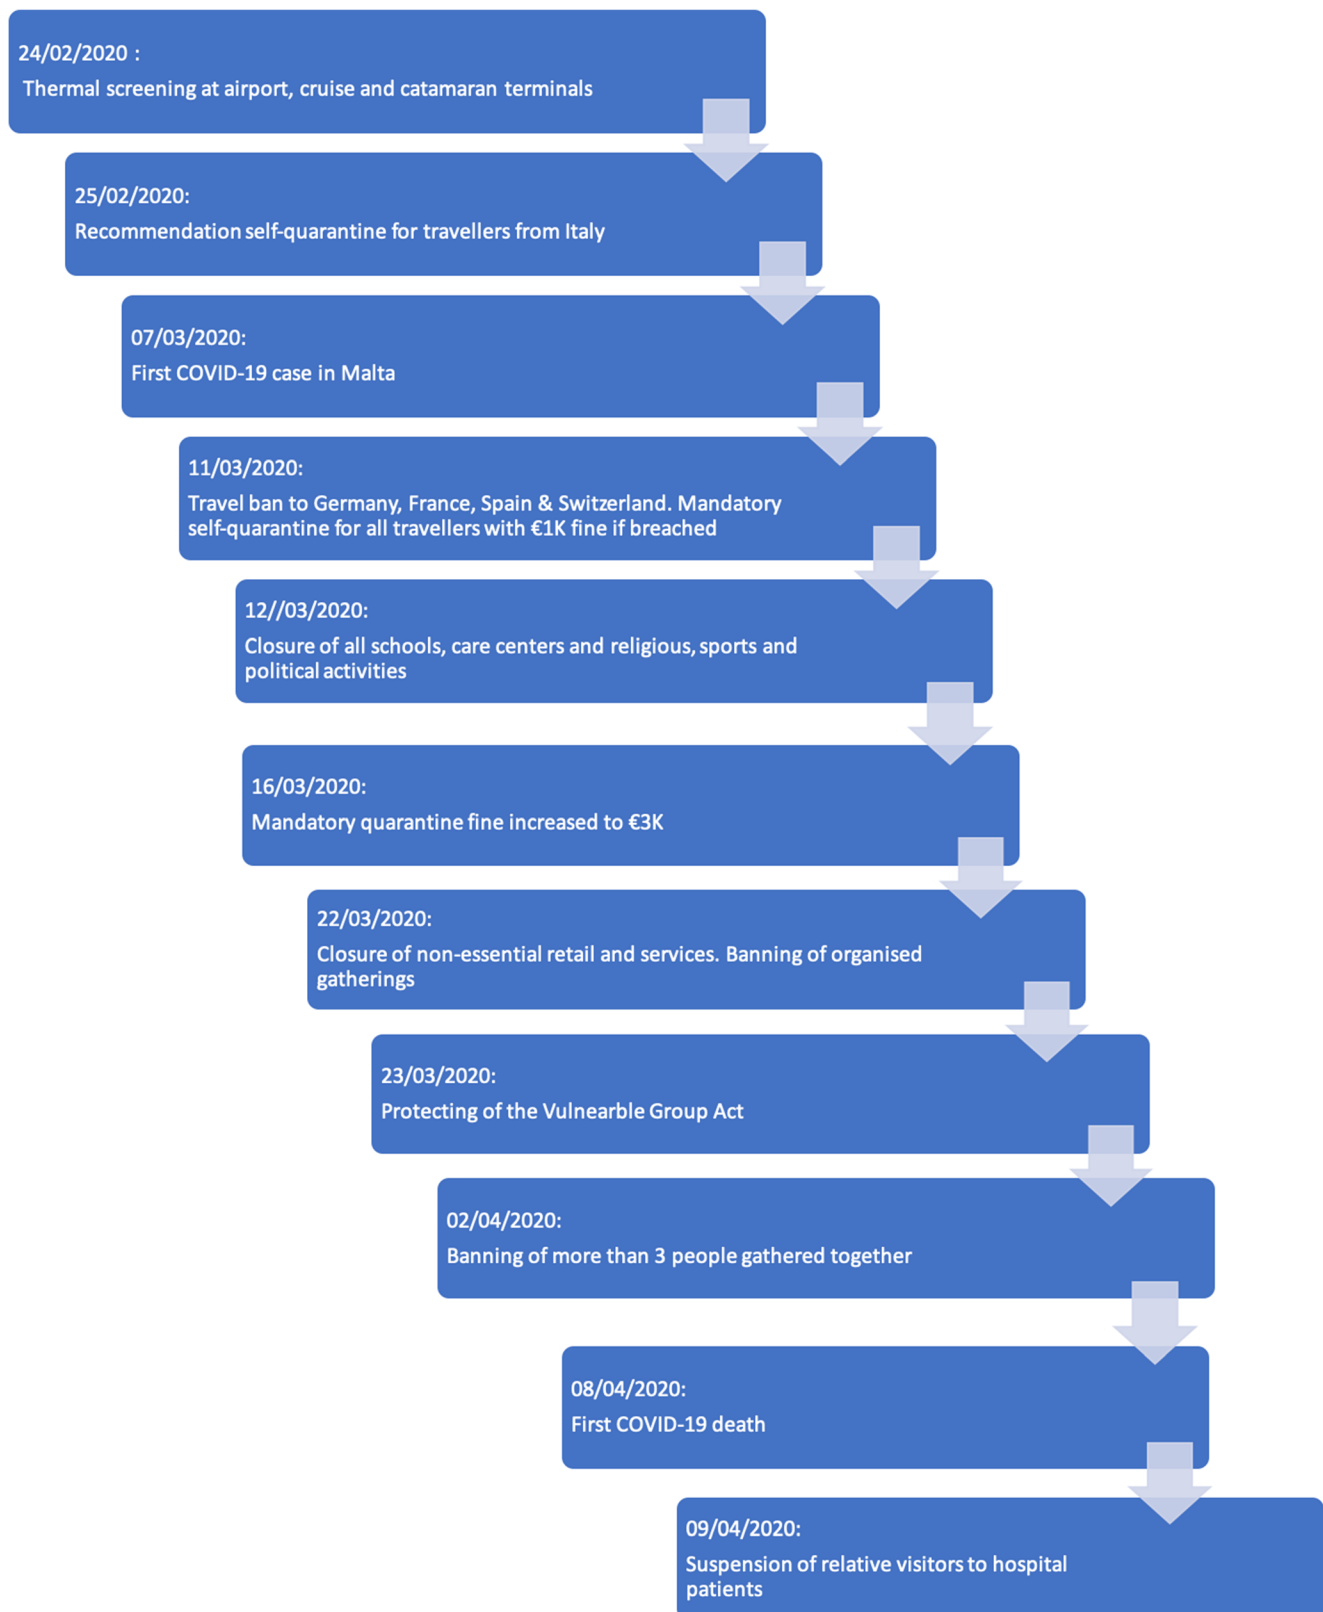 24/02/2020 :
Thermal screening at airport, cruise and catamaran terminals
25/02/2020:
Recommendation self-quarantine for travellers from Italy
07/03/2020:
First COVID-19 case in Malta
11/03/2020:
Travel ban to Germany, France, Spain & Switzerland. Mandatory
self-quarantine for all travellers with €1K fine if breached
12//03/2020:
Closure of all schools, care centers and religious, sports and
political activities
16/03/2020:
Mandatory quarantine fine increased to €3K
22/03/2020:
Closure of non-essential retail and services. Banning of organised
gatherings
23/03/2020:
Protecting of the Vulnearble Group Act
02/04/2020:
Banning of more than 3 people gathered together
08/04/2020:
First COVID-19 death
09/04/2020:
Suspension of relative visitors to hospital
patients